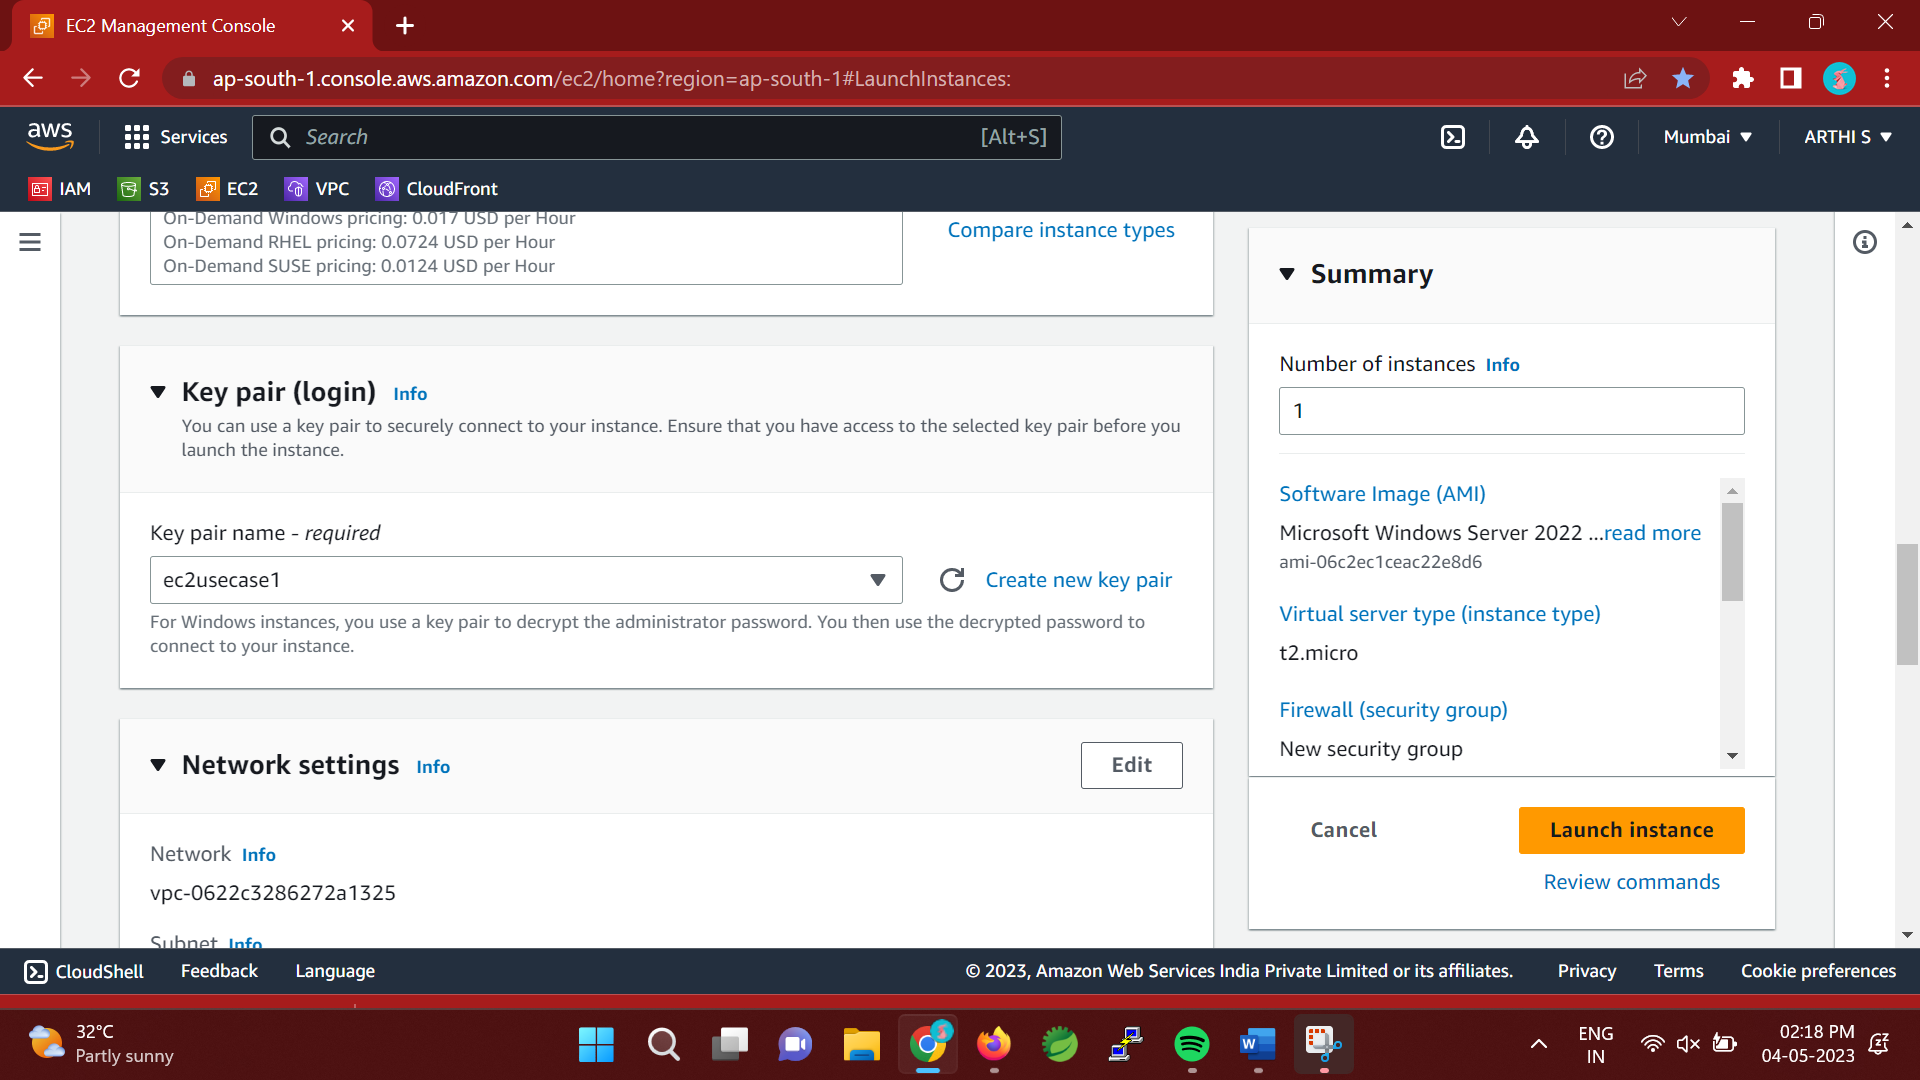 EC2 Management Console
ap-south-1.console.aws.amazon.com/ec2/home?region=ap-south-1#LaunchInstances:
aws
Services
Search
[Alt+S]
Mumbai
ARTHI S
IAM
S3
EC2
VPC
CloudFront
On-Demand Windows pricing: 0.017 USD per Hour
On-Demand RHEL pricing: 0.0724 USD per Hour
On-Demand SUSE pricing: 0.0124 USD per Hour
Compare instance types
Key pair (login) Info
You can use a key pair to securely connect to your instance. Ensure that you have access to the selected key pair before you
launch the instance.
Key pair name - required
ec2usecase1
Create new key pair
For Windows instances, you use a key pair to decrypt the administrator password. You then use the decrypted password to
connect to your instance.
Network settings Info
Edit
Network Info
vpc-0622c3286272a1325
Subnet Info
Summary
Number of instances Info
1
Software Image (AMI)
Microsoft Windows Server 2022 ...read more
ami-06c2ec1ceac22e8d6
Virtual server type (instance type)
t2.micro
Firewall (security group)
New security group
Cancel
Launch instance
Review commands
CloudShell
Feedback
Language
© 2023, Amazon Web Services India Private Limited or its affiliates.
Privacy
Terms
Cookie preferences
32°C
Partly sunny
W
ENG
IN
02:18 PM
04-05-2023